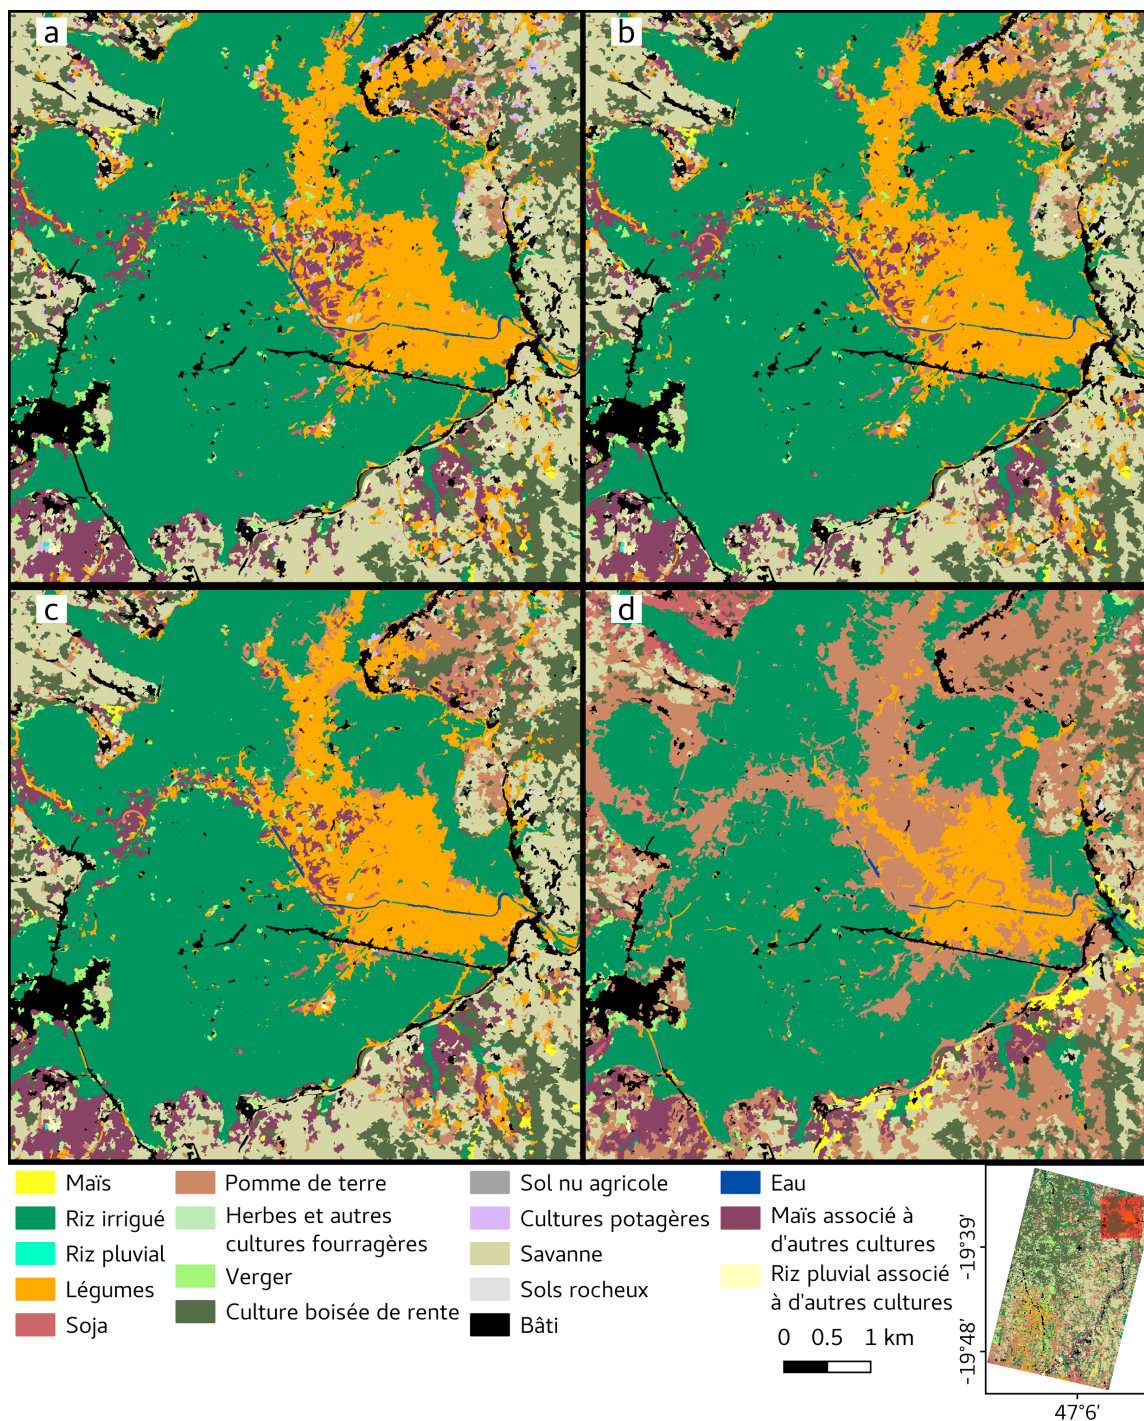 a
b
c
d
Maïs
Riz irrigué
Riz pluvial
Légumes
Soja
Pomme de terre
Herbes et autres
cultures fourragères
Verger
Culture boisée de rente
Sol nu agricole
Cultures potagères
Savanne
Sols rocheux
Bâti
Eau
Maïs associé à
d'autres cultures
Riz pluvial associé
à d'autres cultures
0 0.5 1 km
-19°39′
-19°48′
47°6′